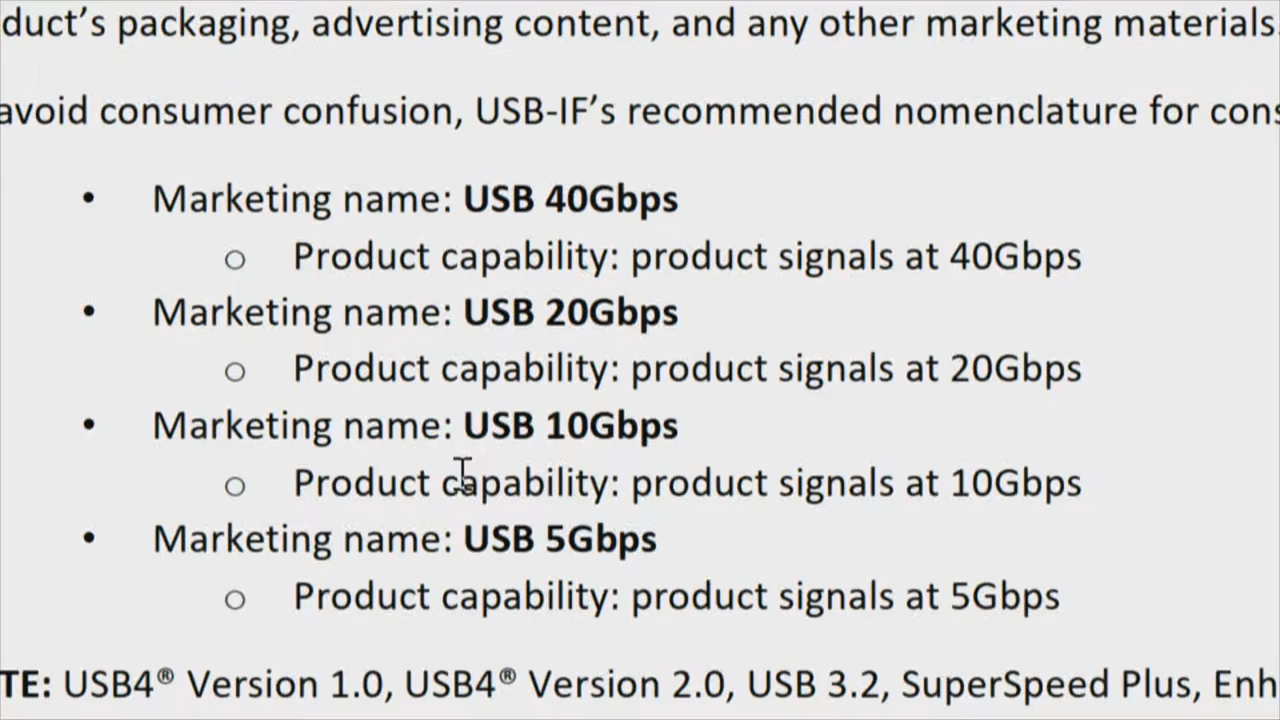 duct’s packaging, advertising content, and any other marketing materials.
avoid consumer confusion, USB-IF’s recommended nomenclature for cons
• Marketing name: USB 40Gbps
o Product capability: product signals at 40Gbps
• Marketing name: USB 20Gbps
o Product capability: product signals at 20Gbps
• Marketing name: USB 10Gbps
o Product capability: product signals at 10Gbps
• Marketing name: USB 5Gbps
o Product capability: product signals at 5Gbps
TE: USB4® Version 1.0, USB4® Version 2.0, USB 3.2, SuperSpeed Plus, Enh